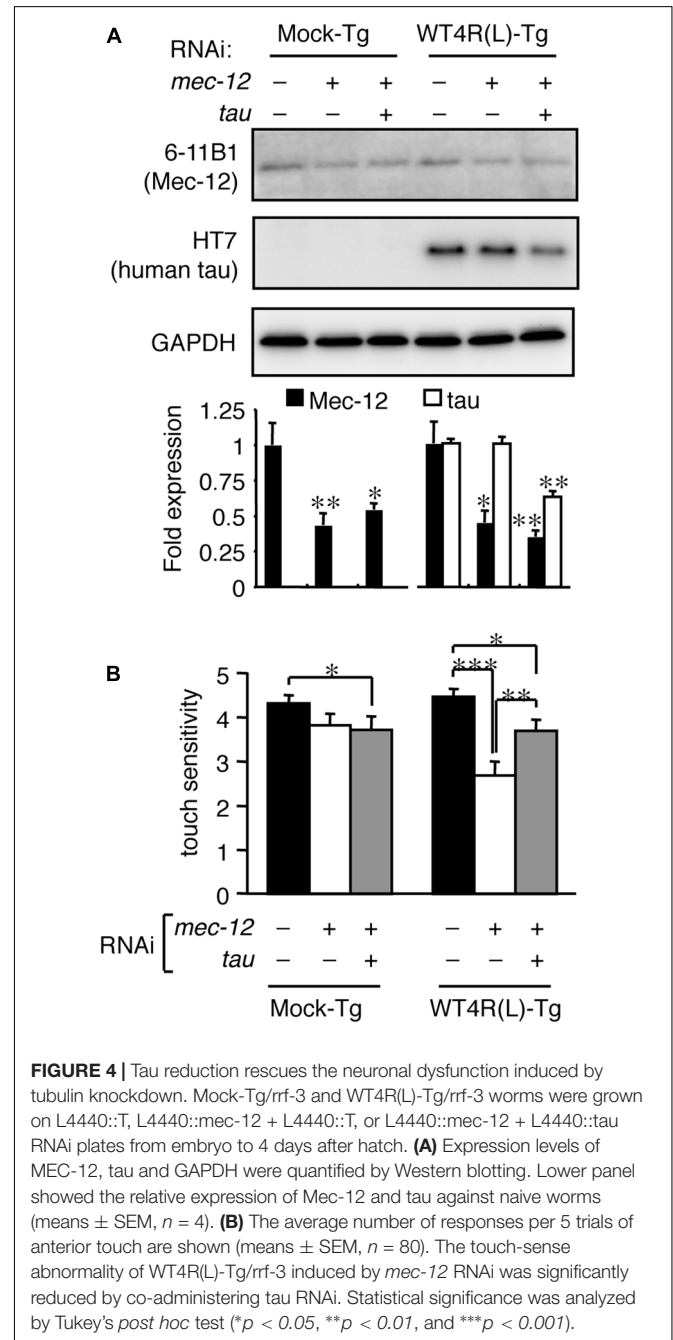 A
RNAi: Mock-Tg WT4R(L)-Tg
mec-12 – + + – + +
tau – – + – – +
6-11B1
(Mec-12)
HT7
(human tau)
GAPDH
Mec-12 tau
Fold expression
1.25
1
0.75
0.5
0.25
0
** * * ** **
B
touch sensitivity
5
4
3
2
1
0
* *** ** *
RNAi
mec-12 – + + – + +
tau – – + – – +
Mock-Tg WT4R(L)-Tg
FIGURE 4 | Tau reduction rescues the neuronal dysfunction induced by
tubulin knockdown. Mock-Tg/rrf-3 and WT4R(L)-Tg/rrf-3 worms were grown
on L4440::T, L4440::mec-12 + L4440::T, or L4440::mec-12 + L4440::tau
RNAi plates from embryo to 4 days after hatch. (A) Expression levels of
MEC-12, tau and GAPDH were quantified by Western blotting. Lower panel
showed the relative expression of Mec-12 and tau against naive worms
(means ± SEM, n = 4). (B) The average number of responses per 5 trials of
anterior touch are shown (means ± SEM, n = 80). The touch-sense
abnormality of WT4R(L)-Tg/rrf-3 induced by mec-12 RNAi was significantly
reduced by co-administering tau RNAi. Statistical significance was analyzed
by Tukey's post hoc test (*p < 0.05, **p < 0.01, and ***p < 0.001).